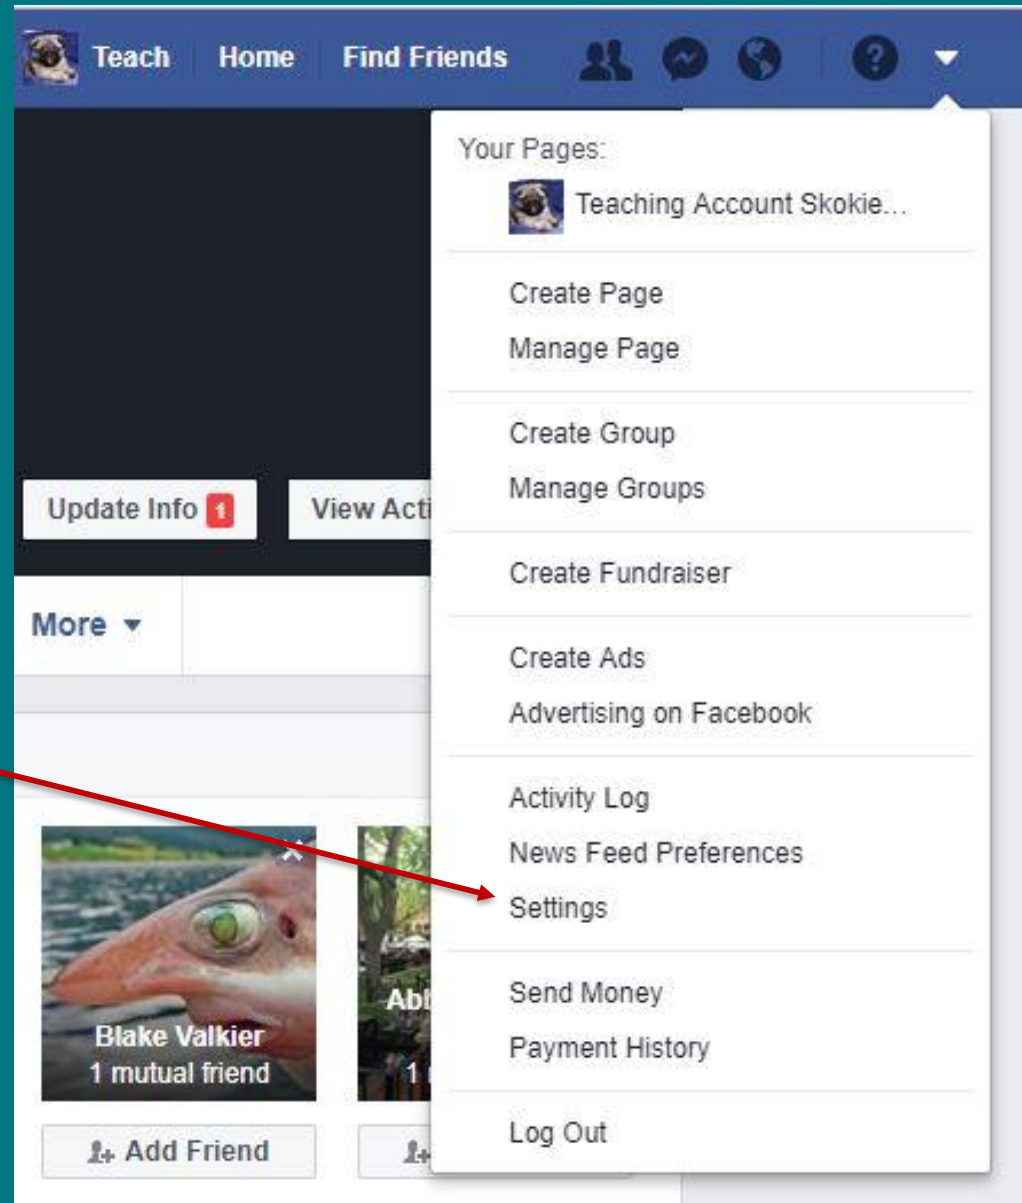 Teach Home Find Friends
Your Pages:
Teaching Account Skokie...
Create Page
Manage Page
Create Group
Manage Groups
Update Info 1 View Acti
Create Fundraiser
More
Create Ads
Advertising on Facebook
Activity Log
News Feed Preferences
Settings
Send Money
Payment History
Log Out
Blake Valkier
1 mutual friend
Add Friend
Abb
1